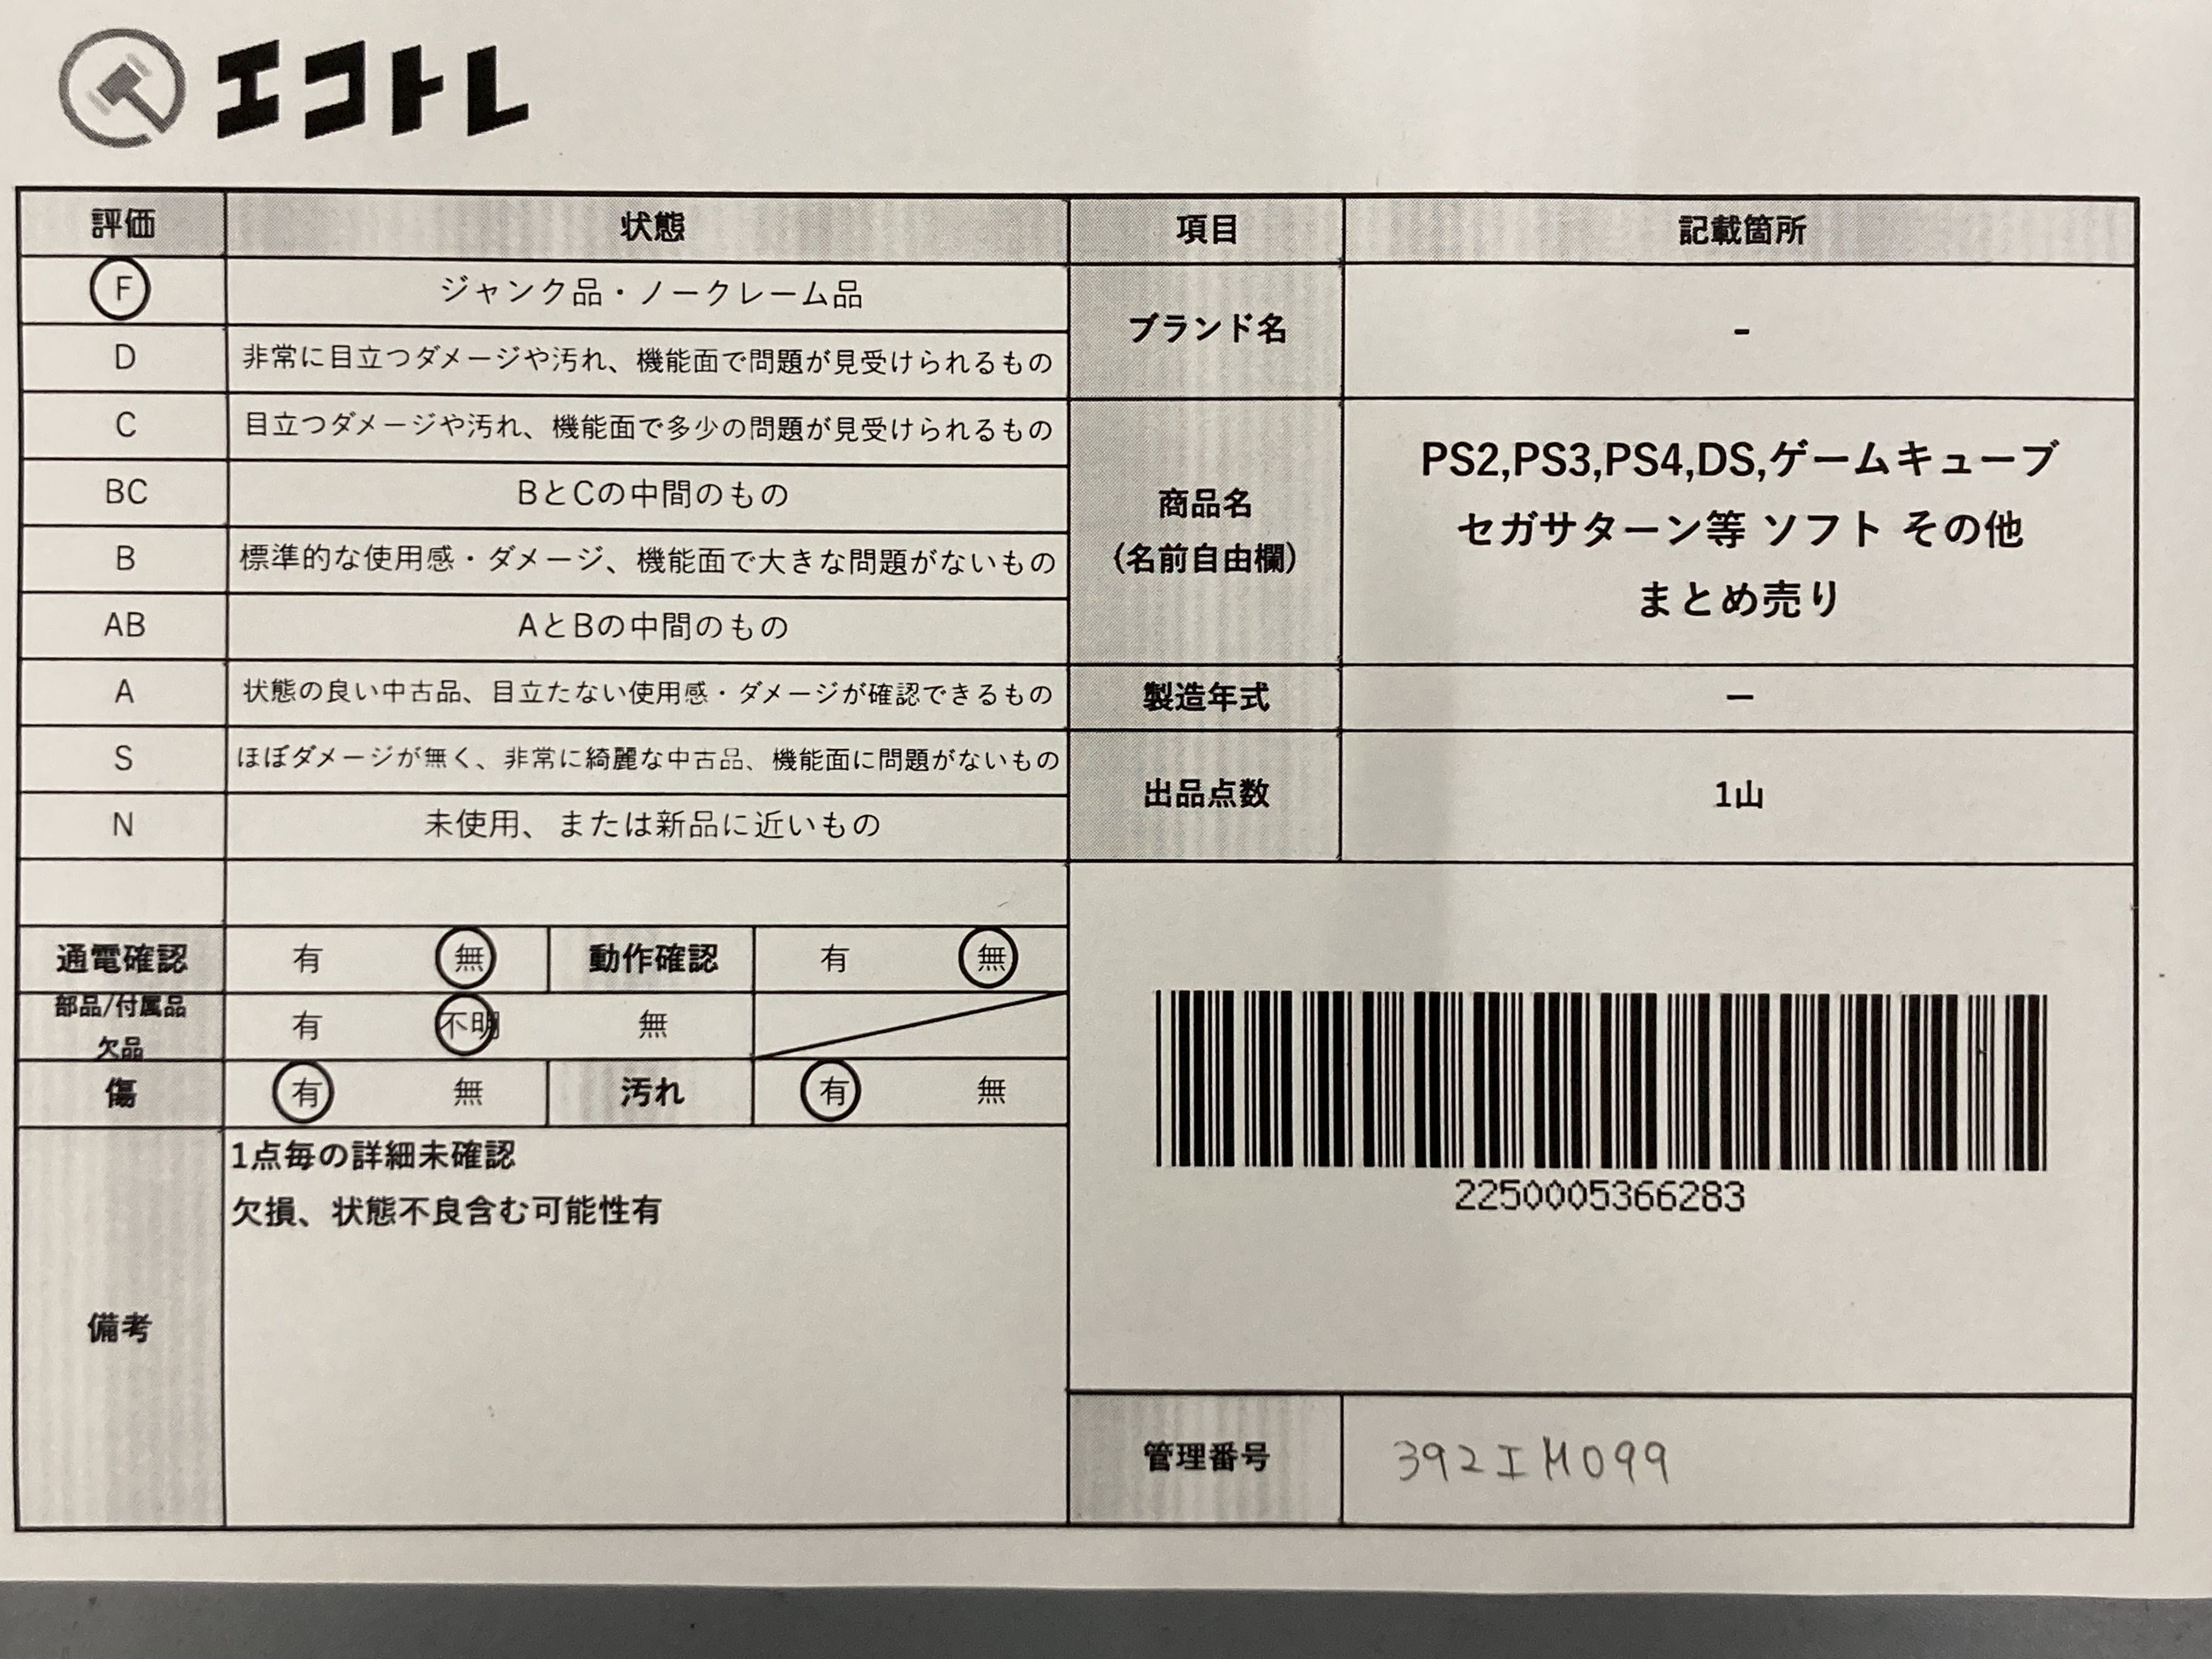 エコトレ
評価 状態 項目 記載箇所
F ジャンク品・ノークレーム品
D 非常に目立つダメージや汚れ、機能面で問題が見受けられるもの
ブランド名 -
C 目立つダメージや汚れ、機能面で多少の問題が見受けられるもの
BC BとCの中間のもの
B 標準的な使用感・ダメージ、機能面で大きな問題がないもの
AB AとBの中間のもの
商品名
(名前自由欄)
PS2,PS3,PS4,DS,ゲームキューブ
セガサターン等 ソフト その他
まとめ売り
A 状態の良い中古品、目立たない使用感・ダメージが確認できるもの
製造年式 ー
S ほぼダメージが無く、非常に綺麗な中古品、機能面に問題がないもの
N 未使用、または新品に近いもの
出品点数 1山
通電確認 有 無 動作確認 有 無
部品/付属品
欠品
有 不明 無
傷 有 無 汚れ 有 無
備考
1点毎の詳細未確認
欠損、状態不良含む可能性有
2250005366283
管理番号 392IM099